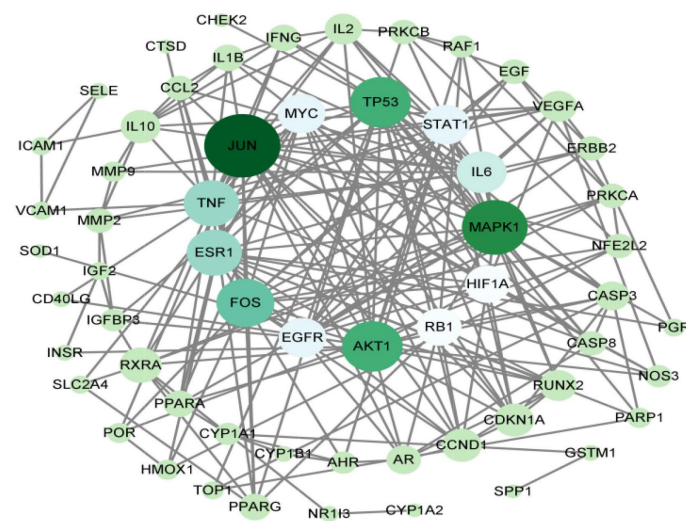 CHEK2
IFNG
IL2
PRKCB
CTSD
IL1B
RAF1
CCL2
EGF
SELE
TP53
VEGFA
MYC
STAT1
IL10
ICAM1
JUN
ERBB2
MMP9
IL6
PRKCA
VCAM1
TNF
MMP2
MAPK1
NFE2L2
SOD1
ESR1
IGF2
HIF1A
CD40LG
FOS
CASP3
IGFBP3
RB1
PGR
EGFR
AKT1
CASP8
INSR
RXRA
NOS3
SLC2A4
RUNX2
PPARA
CDKN1A
PARP1
POR
CYP1A1
CCND1
CYP1B1
AHR
AR
GSTM1
HMOX1
TOP1
SPP1
PPARG
NR1I3
CYP1A2